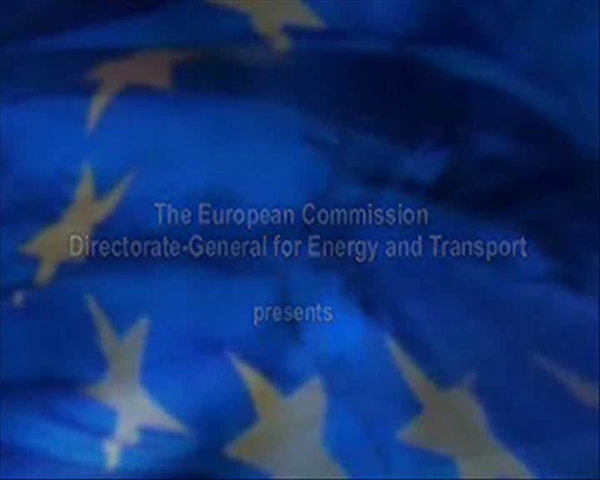 The European Commission
Directorate-General for Energy and Transport
presents